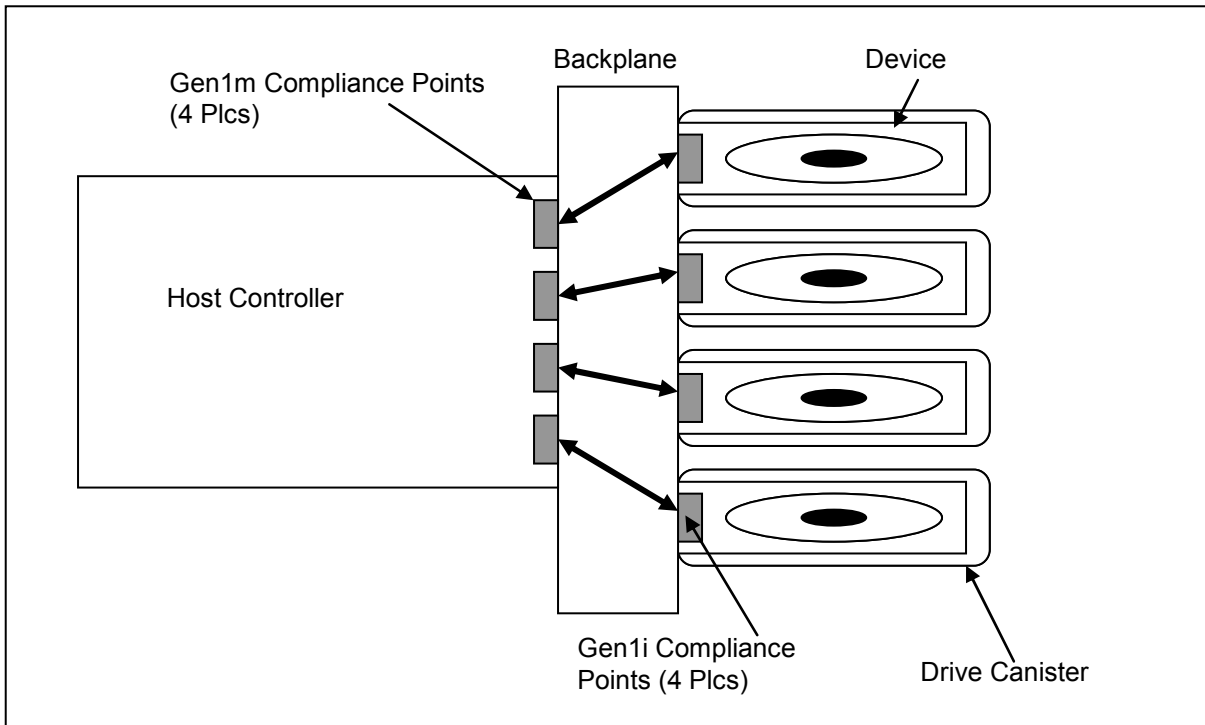 Backplane
Device
Gen1m Compliance Points
(4 Plcs)
Host Controller
Gen1i Compliance
Points (4 Plcs)
Drive Canister